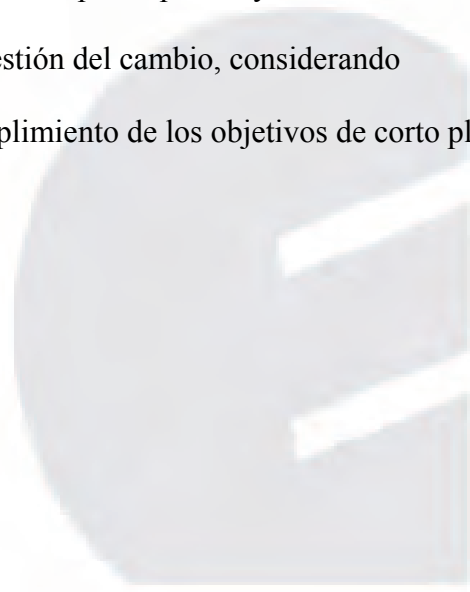 estión del cambio, considerando
plimiento de los objetivos de corto pl